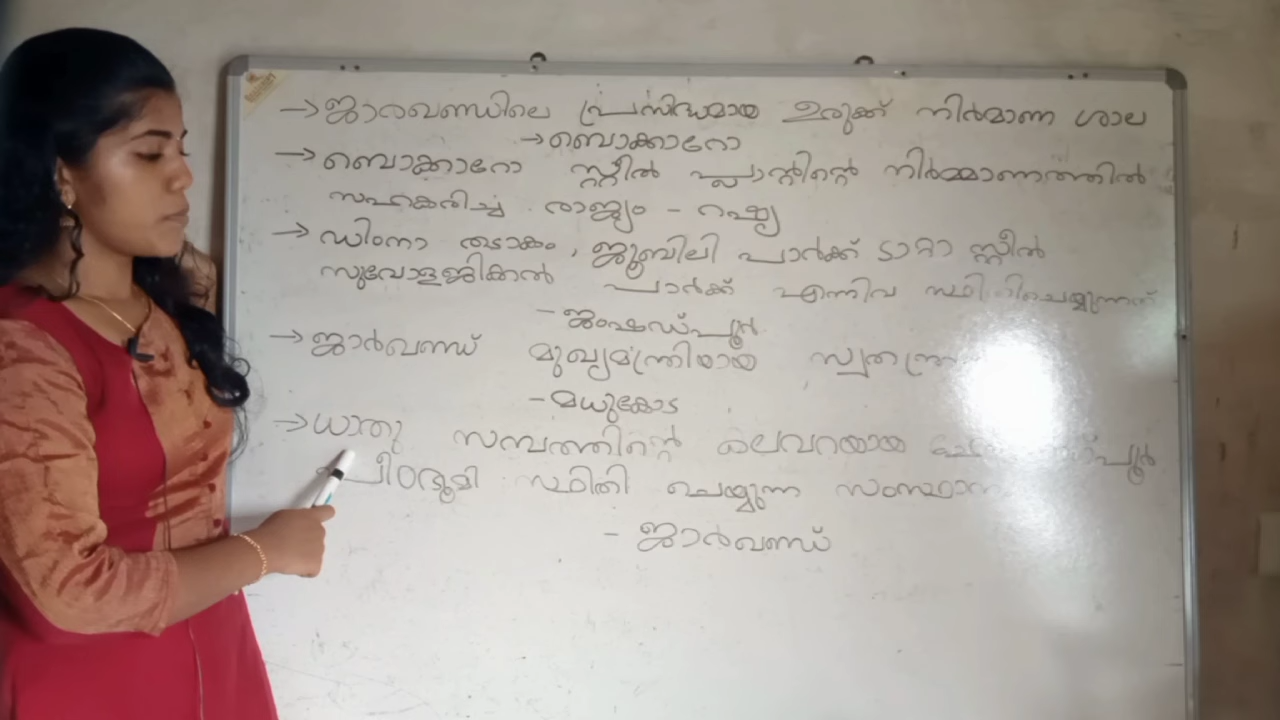 → ജാർഖണ്ഡിലെ പ്രസിദ്ധമായ ഉരുക്ക് നിർമാണ ശാല
→ ബൊക്കാറോ
→ ബൊക്കാറോ സ്റ്റീൽ പ്ലാന്റിന്റെ നിർമ്മാണത്തിൽ
സഹകരിച്ച രാജ്യം - റഷ്യ
→ ഡിംനാ തടാകം, ജൂബിലി പാർക്ക് ടാറ്റാ സ്റ്റീൽ
സുവോളജിക്കൽ പാർക്ക് എന്നിവ സ്ഥിതിചെയ്യുന്നത്
- ജംഷഡ്പൂർ
→ ജാർഖണ്ഡ് മുഖ്യമന്ത്രിയായ സ്വതന്ത്ര
- മധുകോട
→ ധാതു സമ്പത്തിന്റെ കലവറയായ
പീഠഭൂമി സ്ഥിതി ചെയ്യുന്ന
- ജാർഖണ്ഡ്